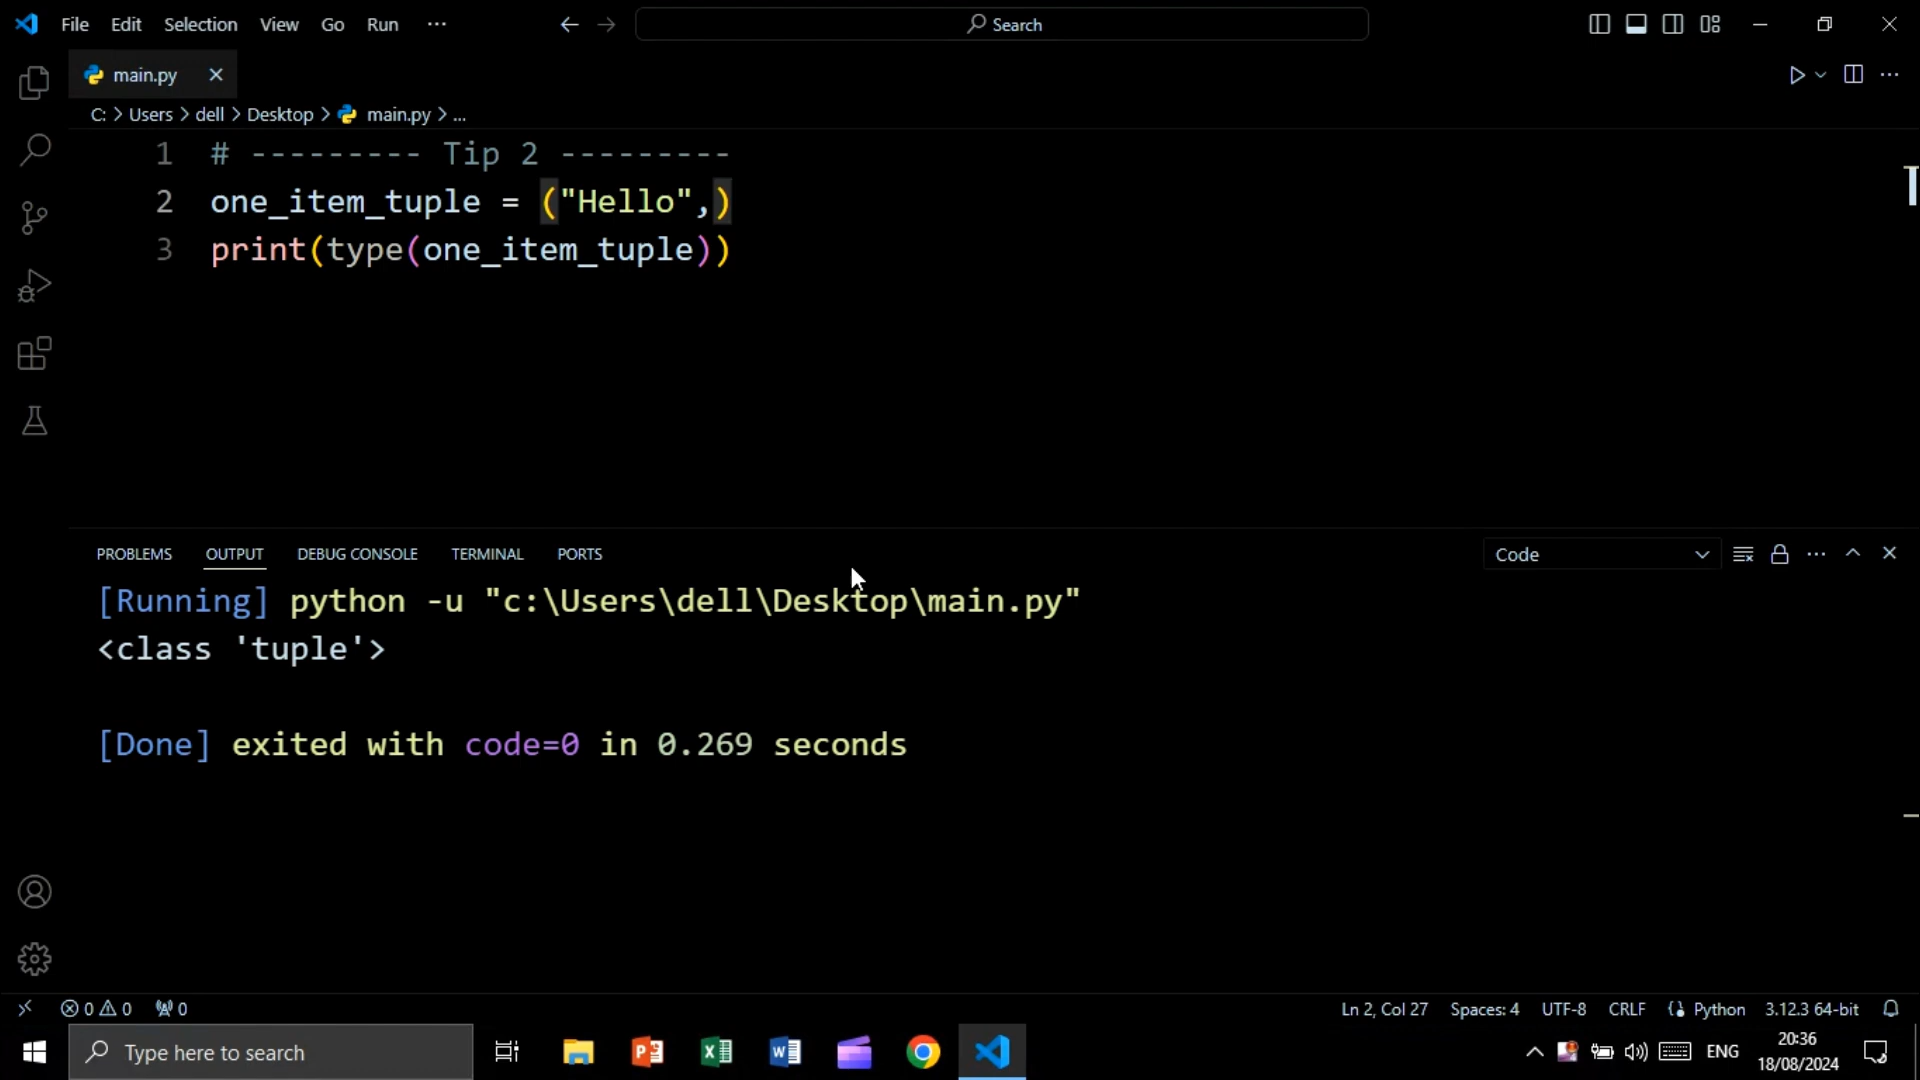 File Edit Selection View Go Run ... Search
main.py
C: > Users > dell > Desktop > main.py > ...
1 # --------- Tip 2 ---------
2 one_item_tuple = ("Hello",)
3 print(type(one_item_tuple))
PROBLEMS OUTPUT DEBUG CONSOLE TERMINAL PORTS Code
[Running] python -u "c:\Users\dell\Desktop\main.py"
<class 'tuple'>
[Done] exited with code=0 in 0.269 seconds
0 0 0 Ln 2, Col 27 Spaces: 4 UTF-8 CRLF Python 3.12.3 64-bit
Type here to search ENG 20:36
18/08/2024